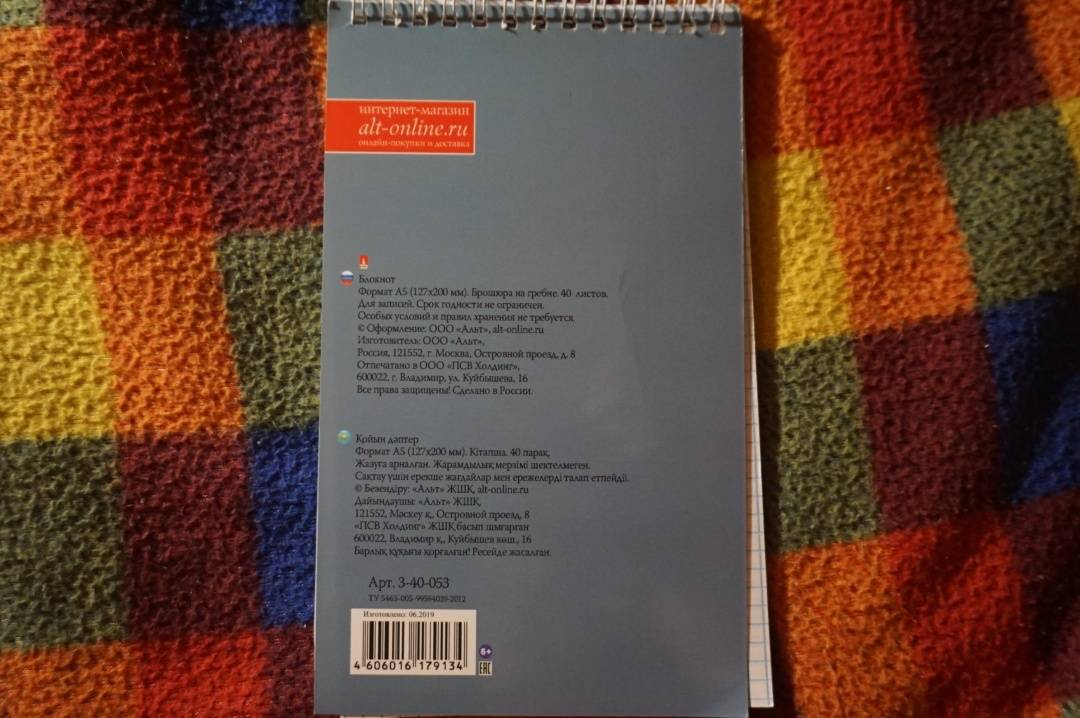 интернет-магазин
alt-online.ru
онлайн-покупки и доставка
Блокнот
Формат А5 (127х200 мм). Брошюра на гребне. 40 листов.
Для записей. Срок годности не ограничен.
Особых условий и правил хранения не требуется.
© Оформление: ООО «Альт», alt-online.ru
Изготовитель: ООО «Альт»,
Россия, 121552, г. Москва, Островной проезд, д. 8
Отпечатано в ООО «ПСВ Холдинг»,
600022, г. Владимир, ул. Куйбышева, 16
Все права защищены! Сделано в России.
Қойын дәптер
Формат А5 (127х200 мм). Кітапша. 40 парақ.
Жазуға арналған. Жарамдылық мерзімі шектелмеген.
Сақтау үшін ерекше жағдайлар мен ережелерді талап етпейдіі.
© Безендіру: «Альт» ЖШҚ, alt-online.ru
Дайындаушы: «Альт» ЖШҚ,
121552, Мәскеу қ., Островной проезд, 8
«ПСВ Холдинг» ЖШҚ басып шығарған
600022, Владимир қ., Куйбышев көш., 16
Барлық құқығы қорғалған! Ресейде жасалған.
Арт. 3-40-053
ТУ 5463-005-99594039-2012
Изготовлено: 06.2019
4 606016 179134
6+
EAC